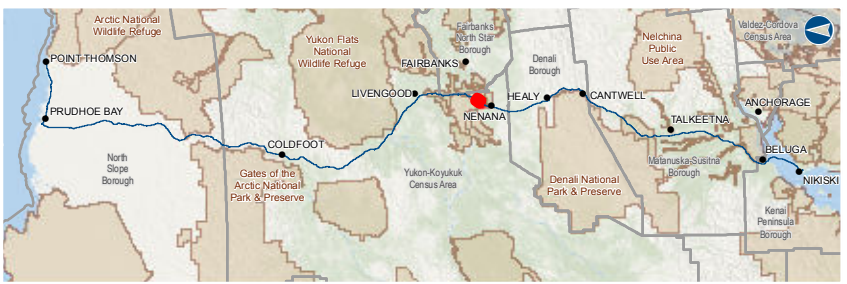 Arctic National
Wildlife Refuge
POINT THOMSON
PRUDHOE BAY
North
Slope
Borough
COLDFOOT
Gates of the
Arctic National
Park & Preserve
Yukon Flats
National
Wildlife Refuge
LIVENGOOD
FAIRBANKS
Fairbanks
North Star
Borough
NENANA
Yukon-Koyukuk
Census Area
Denali
Borough
HEALY
CANTWELL
Denali National
Park & Preserve
Nelchina
Public
Use Area
TALKEETNA
Matanuska-Susitna
Borough
Valdez-Cordova
Census Area
ANCHORAGE
BELUGA
NIKISKI
Kenai
Peninsula
Borough